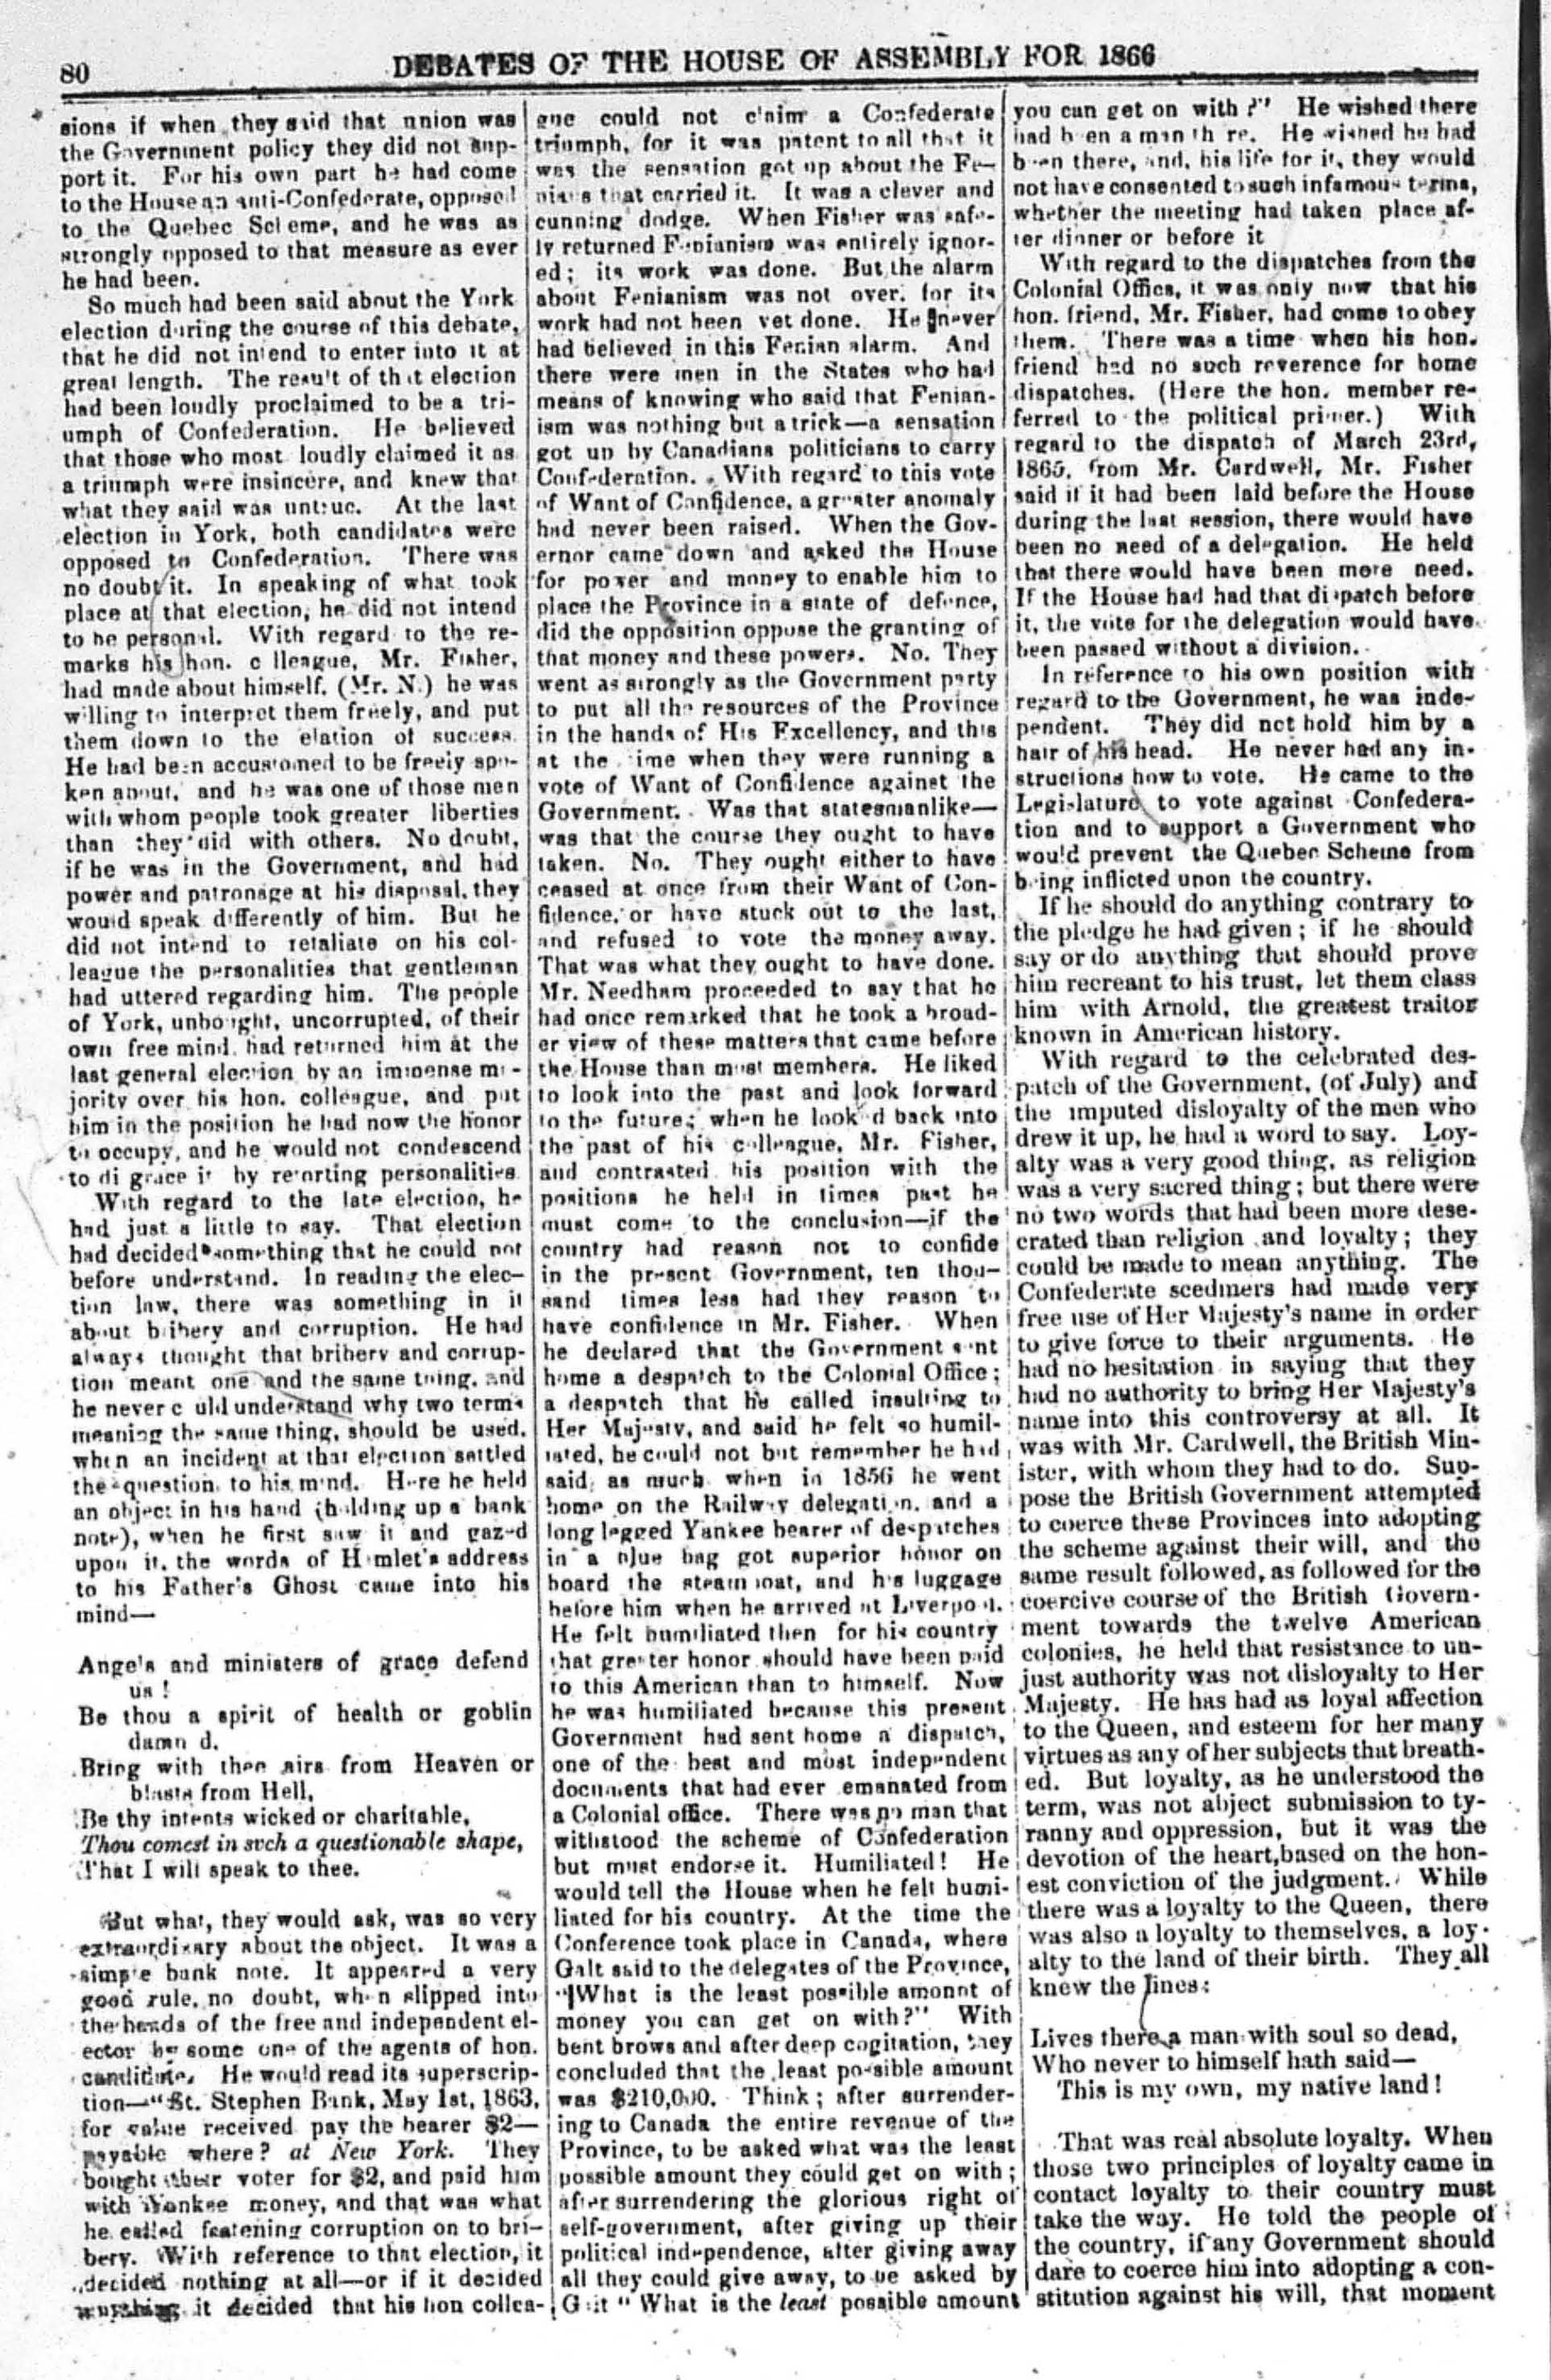 80
DEBATES OF THE HOUSE OF ASSEMBLY FOR 1866
sions if when they said that union was
the Government policy they did not sup-
port it. For his own part he had come
to the House an anti-Confederate, opposed
to the Quebec Scheme, and he was as
strongly opposed to that measure as ever
he had been.
So much had been said about the York
election during the course of this debate,
that he did not intend to enter into it at
great length. The result of that election
had been loudly proclaimed to be a tri-
umph of Confederation. He believed
that those who most loudly claimed it as
a triumph were insincere, and knew that
what they said was untrue. At the last
election in York, both candidates were
opposed to Confederation. There was
no doubt it. In speaking of what took
place at that election, he did not intend
to be personal. With regard to the re-
marks his hon. colleague, Mr. Fisher,
had made about himself, (Mr. N.) he was
willing to interpret them freely, and put
them down to the elation of success.
He had been accustomed to be freely spo-
ken about, and he was one of those men
with whom people took greater liberties
than they did with others. No doubt,
if he was in the Government, and had
power and patronage at his disposal, they
would speak differently of him. But he
did not intend to retaliate on his col-
league the personalities that gentleman
had uttered regarding him. The people
of York, unbought, uncorrupted, of their
own free mind, had returned him at the
last general election by an immense ma-
jority over his hon. colleague, and put
him in the position he had now the honor
to occupy, and he would not condescend
to disgrace it by retorting personalities
With regard to the late election, he
had just a little to say. That election
had decided something that he could not
before understand. In reading the elec-
tion law, there was something in it
about bribery and corruption. He had
always thought that bribery and corrup-
tion meant one and the same thing, and
he never could understand why two terms
meaning the same thing, should be used,
when an incident at that election settled
the question to his mind. Here he held
an object in his hand (holding up a bank
note), when he first saw it and gazed
upon it, the words of Hamlet's address
to his Father's Ghost came into his
mind—
Angels and ministers of grace defend
us!
Be thou a spirit of health or goblin
damn d.
Bring with thee airs from Heaven or
blasts from Hell,
Be thy intents wicked or charitable,
Thou comest in svch a questionable shape,
That I will speak to thee.
But what, they would ask, was so very
extraordinary about the object. It was a
simple bank note. It appeared a very
good rule, no doubt, when slipped into
the hands of the free and independent el-
ector by some one of the agents of hon.
candidate. He would read its superscrip-
tion—"St. Stephen Bank, May 1st, 1863,
for value received pay the bearer $2—
payable where? at New York. They
bought their voter for $2, and paid him
with Yankee money, and that was what
he called fastening corruption on to bri-
bery. With reference to that election, it
decided nothing at all—or if it decided
it decided that his hon collea-
gue could not claim a Confederate
triumph, for it was patent to all that it
was the sensation got up about the Fe-
nians that carried it. It was a clever and
cunning dodge. When Fisher was safe-
ly returned Fenianism was entirely ignor-
ed; its work was done. But the alarm
about Fenianism was not over, for its
work had not been yet done. He never
had believed in this Fenian alarm. And
there were men in the States who had
means of knowing who said that Fenian-
ism was nothing but a trick—a sensation
got up by Canadians politicians to carry
Confederation. With regard to this vote
of Want of Confidence, a greater anomaly
had never been raised. When the Gov-
ernor came down and asked the House
for power and money to enable him to
place the Province in a state of defence,
did the opposition oppose the granting of
that money and these powers. No. They
went as strongly as the Government party
to put all the resources of the Province
in the hands of His Excellency, and this
at the time when they were running a
vote of Want of Confidence against the
Government. Was that statesmanlike—
was that the course they ought to have
taken. No. They ought either to have
ceased at once from their Want of Con-
fidence, or have stuck out to the last,
and refused to vote the money away.
That was what they ought to have done.
Mr. Needham proceeded to say that he
had once remarked that he took a broad-
er view of these matters that came before
the House than most members. He liked
to look into the past and look forward
to the future; when he look'd back into
the past of his colleague, Mr. Fisher,
and contrasted his position with the
positions he held in times past he
must come to the conclusion—if the
country had reason not to confide
in the present Government, ten thou-
sand times less had they reason to
have confidence in Mr. Fisher. When
he declared that the Government sent
home a despatch to the Colonial Office;
a despatch that he called insulting to
Her Majesty, and said he felt so humil-
iated, he could not but remember he had
said as much when in 1856 he went
home on the Railway delegation, and a
long legged Yankee bearer of despatches
in a blue bag got superior honor on
board the steamboat, and his luggage
before him when he arrived at Liverpool.
He felt humiliated then for his country
that greater honor should have been paid
to this American than to himself. Now
he was humiliated because this present
Government had sent home a dispatch,
one of the best and most independent
documents that had ever emanated from
a Colonial office. There was no man that
withstood the scheme of Confederation
but must endorse it. Humiliated! He
would tell the House when he felt humi-
liated for his country. At the time the
Conference took place in Canada, where
Galt said to the delegates of the Province,
"What is the least possible amonnt of
money you can get on with?" With
bent brows and after deep cogitation, they
concluded that the least possible amount
was $210,000. Think; after surrender-
ing to Canada the entire revenue of the
Province, to be asked what was the least
possible amount they could get on with;
after surrendering the glorious right of
self-government, after giving up their
political independence, after giving away
all they could give away, to be asked by
Galt "What is the least possible amount
you can get on with?" He wished there
had been a man there. He wished he had
been there, and, his life for it, they would
not have consented to such infamous terms,
whether the meeting had taken place af-
ter dinner or before it
With regard to the dispatches from the
Colonial Office, it was only now that his
hon. friend, Mr. Fisher, had come to obey
them. There was a time when his hon.
friend had no such reverence for home
dispatches. (Here the hon. member re-
ferred to the political primer.) With
regard to the dispatch of March 23rd,
1865, from Mr. Cardwell, Mr. Fisher
said if it had been laid before the House
during the last session, there would have
been no need of a delegation. He held
that there would have been more need.
If the House had had that dispatch before
it, the vote for the delegation would have
been passed without a division.
In reference to his own position with
regard to the Government, he was inde-
pendent. They did not hold him by a
hair of his head. He never had any in-
structions how to vote. He came to the
Legislature to vote against Confedera-
tion and to support a Government who
would prevent the Quebec Scheme from
being inflicted upon the country.
If he should do anything contrary to
the pledge he had given; if he should
say or do anything that should prove
him recreant to his trust, let them class
him with Arnold, the greatest traitor
known in American history.
With regard to the celebrated des-
patch of the Government, (of July) and
the imputed disloyalty of the men who
drew it up, he had a word to say. Loy-
alty was a very good thing, as religion
was a very sacred thing; but there were
no two words that had been more dese-
crated than religion and loyalty; they
could be made to mean anything. The
Confederate scedmers had made very
free use of Her Majesty's name in order
to give force to their arguments. He
had no hesitation in saying that they
had no authority to bring Her Majesty's
name into this controversy at all. It
was with Mr. Cardwell, the British Min-
ister, with whom they had to do. Sup-
pose the British Government attempted
to coerce these Provinces into adopting
the scheme against their will, and the
same result followed, as followed for the
coercive course of the British Govern-
ment towards the twelve American
colonies, he held that resistance to un-
just authority was not disloyalty to Her
Majesty. He has had as loyal affection
to the Queen, and esteem for her many
virtues as any of her subjects that breath-
ed. But loyalty, as he understood the
term, was not abject submission to ty-
ranny and oppression, but it was the
devotion of the heart, based on the hon-
est conviction of the judgment. While
there was a loyalty to the Queen, there
was also a loyalty to themselves, a loy-
alty to the land of their birth. They all
knew the lines:
Lives there a man with soul so dead,
Who never to himself hath said—
This is my own, my native land!
That was real absolute loyalty. When
those two principles of loyalty came in
contact loyalty to their country must
take the way. He told the people of
the country, if any Government should
dare to coerce him into adopting a con-
stitution against his will, that moment